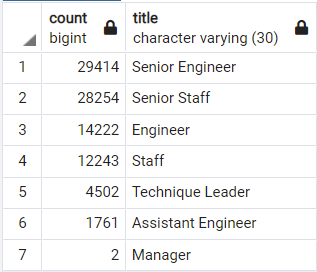 count title
bigint character varying (30)
1 29414 Senior Engineer
2 28254 Senior Staff
3 14222 Engineer
4 12243 Staff
5 4502 Technique Leader
6 1761 Assistant Engineer
7 2 Manager